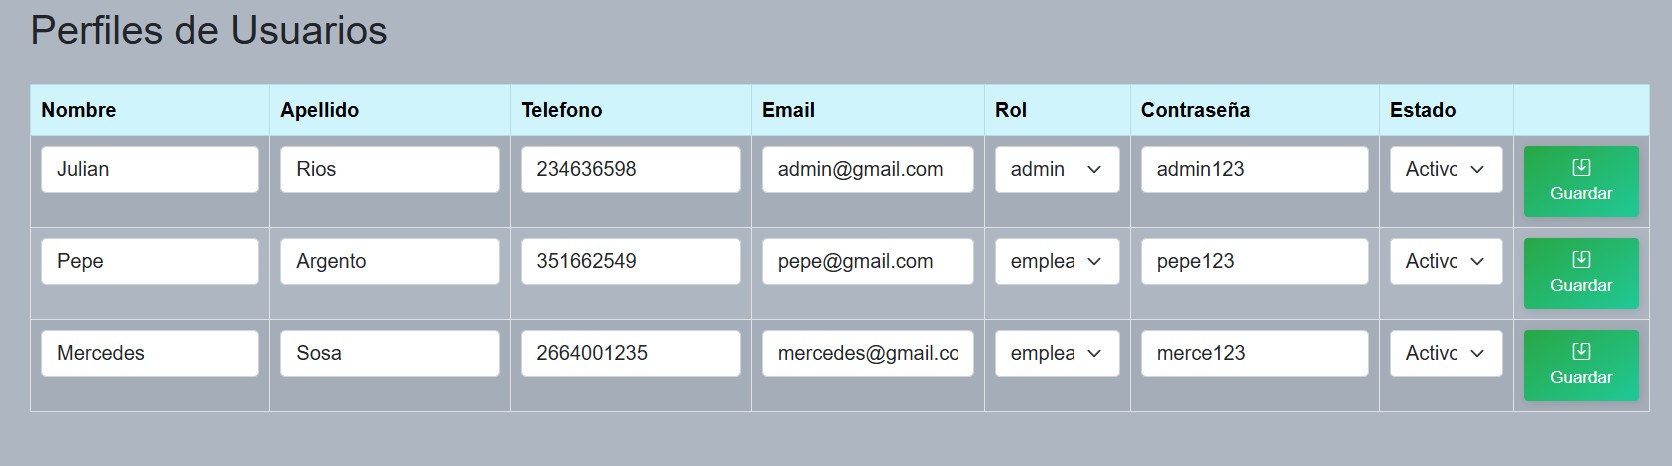 Perfiles de Usuarios
Nombre Apellido Telefono Email Rol Contraseña Estado
Julian Rios 234636598 admin@gmail.com admin admin123 Activo Guardar
Pepe Argento 351662549 pepe@gmail.com emplea pepe123 Activo Guardar
Mercedes Sosa 2664001235 mercedes@gmail.co emplea merce123 Activo Guardar